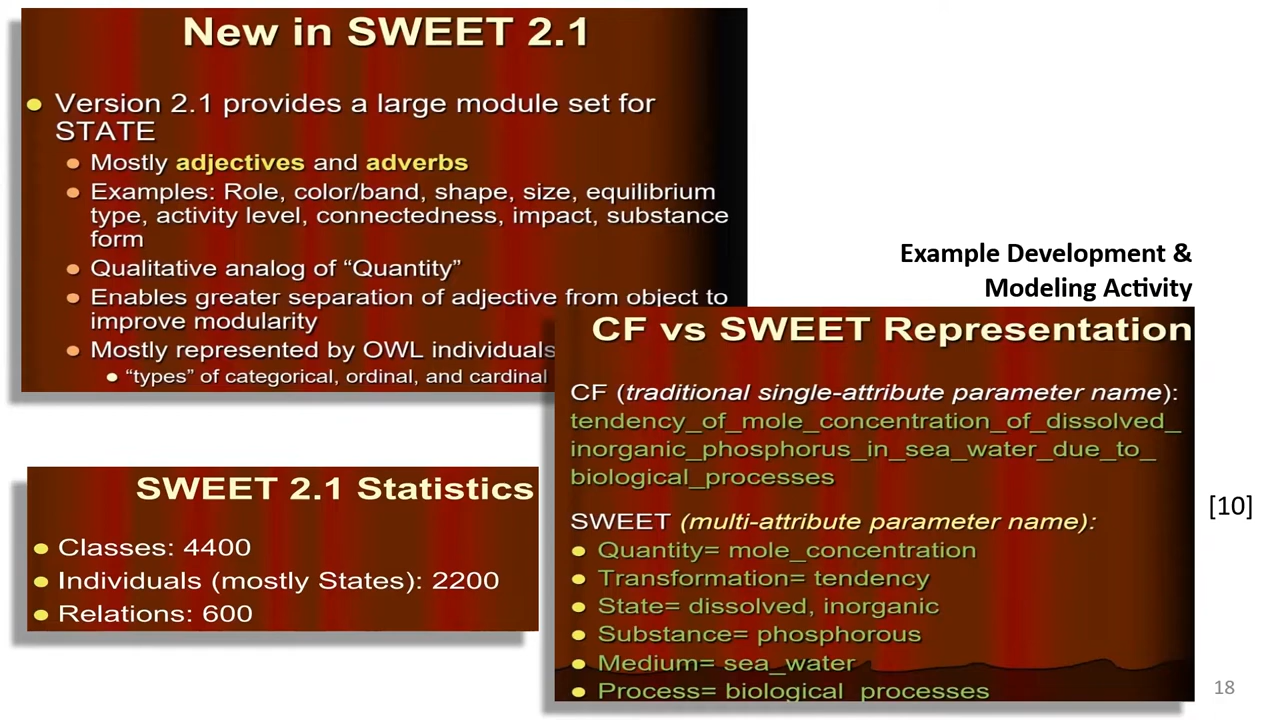 New in SWEET 2.1
Version 2.1 provides a large module set for
STATE
Mostly adjectives and adverbs
Examples: Role, color/band, shape, size, equilibrium
type, activity level, connectedness, impact, substance
form
Qualitative analog of “Quantity”
Enables greater separation of adjective from object to
improve modularity
Mostly represented by OWL individuals
“types” of categorical, ordinal, and cardinal
Example Development &
Modeling Activity
CF vs SWEET Representation
CF (traditional single-attribute parameter name):
tendency_of_mole_concentration_of_dissolved_
inorganic_phosphorus_in_sea_water_due_to_
biological_processes
SWEET (multi-attribute parameter name):
Quantity= mole_concentration
Transformation= tendency
State= dissolved, inorganic
Substance= phosphorous
Medium= sea_water
Process= biological_processes
SWEET 2.1 Statistics
Classes: 4400
Individuals (mostly States): 2200
Relations: 600
[10]
18